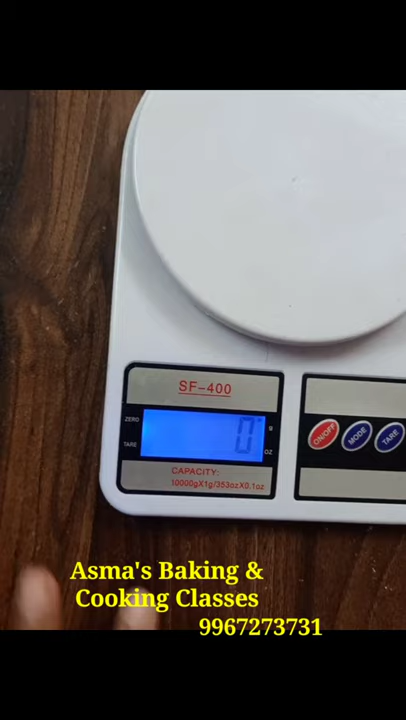 SF-400
ZERO
0
g
TARE
OZ
CAPACITY:
10000gX1g/353ozX0.1oz
ON/OFF
MODE
TARE
Asma's Baking &
Cooking Classes
9967273731